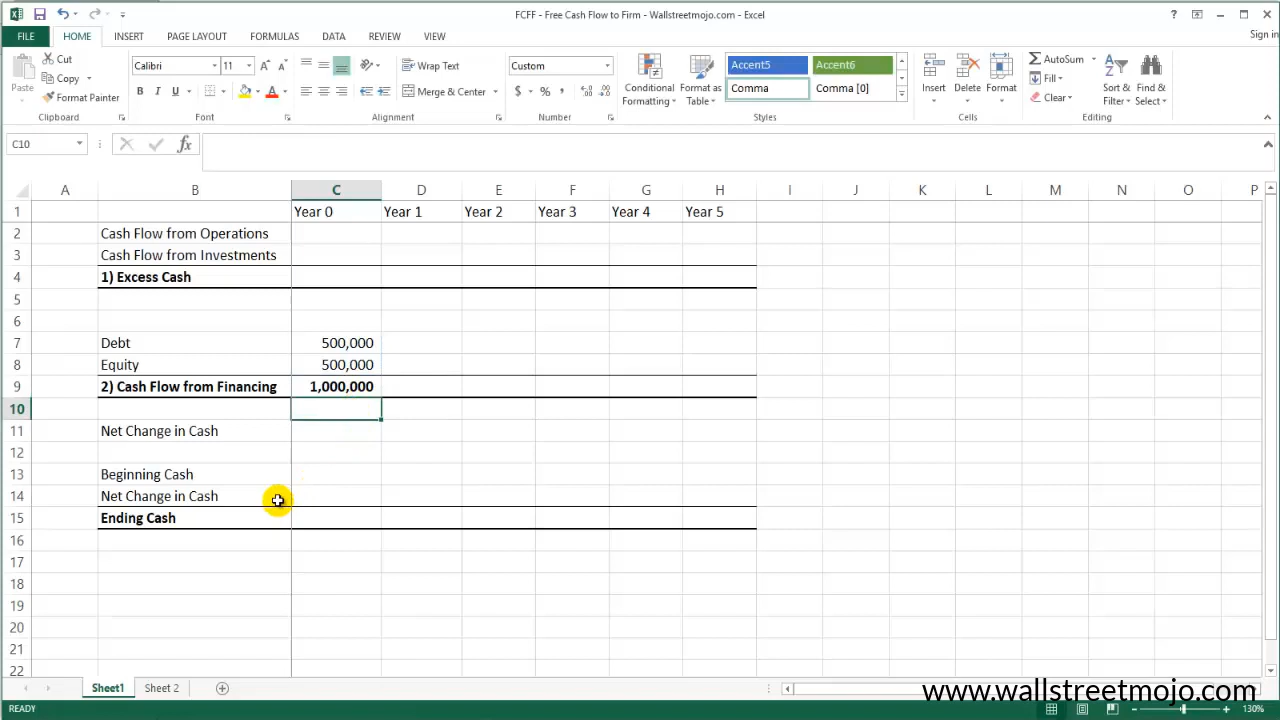 FCFF - Free Cash Flow to Firm - Wallstreetmojo.com - Excel
?
Sign in
FILE HOME INSERT PAGE LAYOUT FORMULAS DATA REVIEW VIEW
Paste
Cut
Copy
Format Painter
Clipboard
Calibri 11
B I U
Font
Wrap Text
Merge & Center
Alignment
Custom
$ % ,
Number
Conditional Formatting
Format as Table
Accent5 Accent6
Comma Comma [0]
Styles
Insert Delete Format
Cells
AutoSum
Fill
Clear
Sort & Filter
Find & Select
Editing
C10 fx
A B C D E F G H I J K L M N O P
1 Year 0 Year 1 Year 2 Year 3 Year 4 Year 5
2 Cash Flow from Operations
3 Cash Flow from Investments
4 1) Excess Cash
5
6
7 Debt 500,000
8 Equity 500,000
9 2) Cash Flow from Financing 1,000,000
10
11 Net Change in Cash
12
13 Beginning Cash
14 Net Change in Cash
15 Ending Cash
16
17
18
19
20
21
22
Sheet1 Sheet 2
www.wallstreetmojo.com
READY 130%